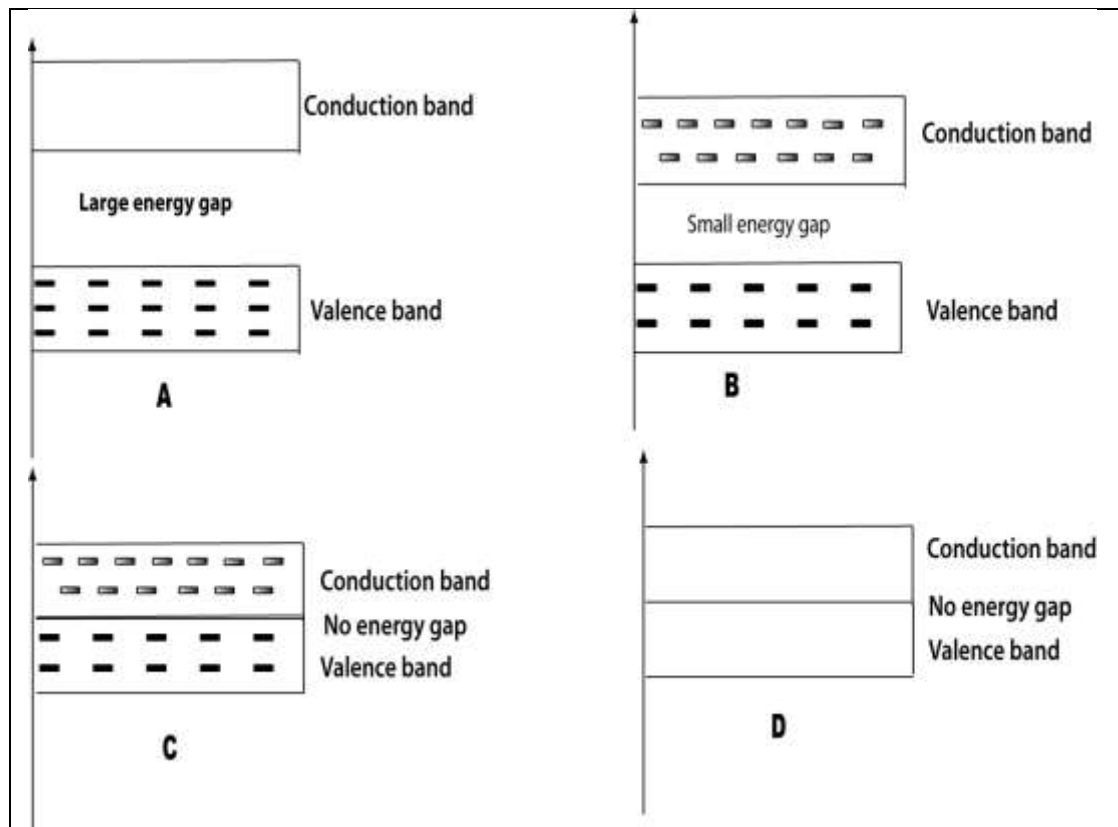 Conduction band
Large energy gap
Valence band
A
Conduction band
Small energy gap
Valence band
B
Conduction band
No energy gap
Valence band
C
Conduction band
No energy gap
Valence band
D